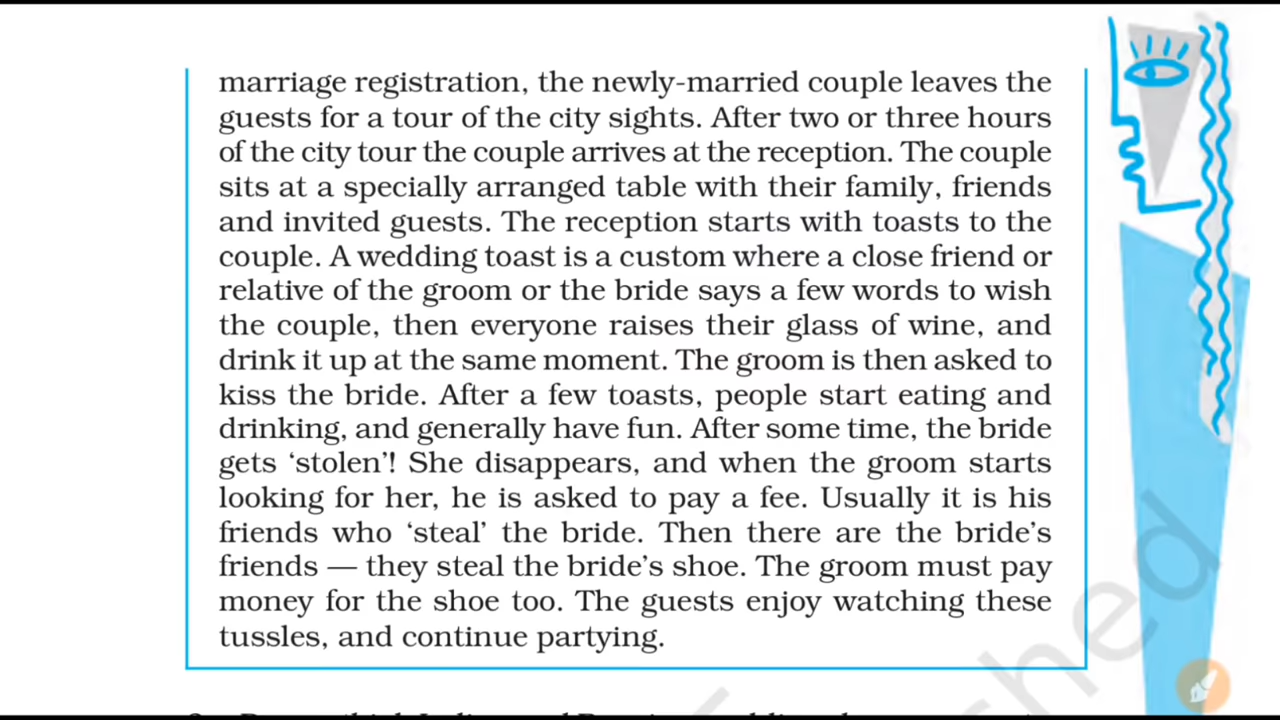 marriage registration, the newly-married couple leaves the
guests for a tour of the city sights. After two or three hours
of the city tour the couple arrives at the reception. The couple
sits at a specially arranged table with their family, friends
and invited guests. The reception starts with toasts to the
couple. A wedding toast is a custom where a close friend or
relative of the groom or the bride says a few words to wish
the couple, then everyone raises their glass of wine, and
drink it up at the same moment. The groom is then asked to
kiss the bride. After a few toasts, people start eating and
drinking, and generally have fun. After some time, the bride
gets ‘stolen’! She disappears, and when the groom starts
looking for her, he is asked to pay a fee. Usually it is his
friends who ‘steal’ the bride. Then there are the bride’s
friends — they steal the bride’s shoe. The groom must pay
money for the shoe too. The guests enjoy watching these
tussles, and continue partying.